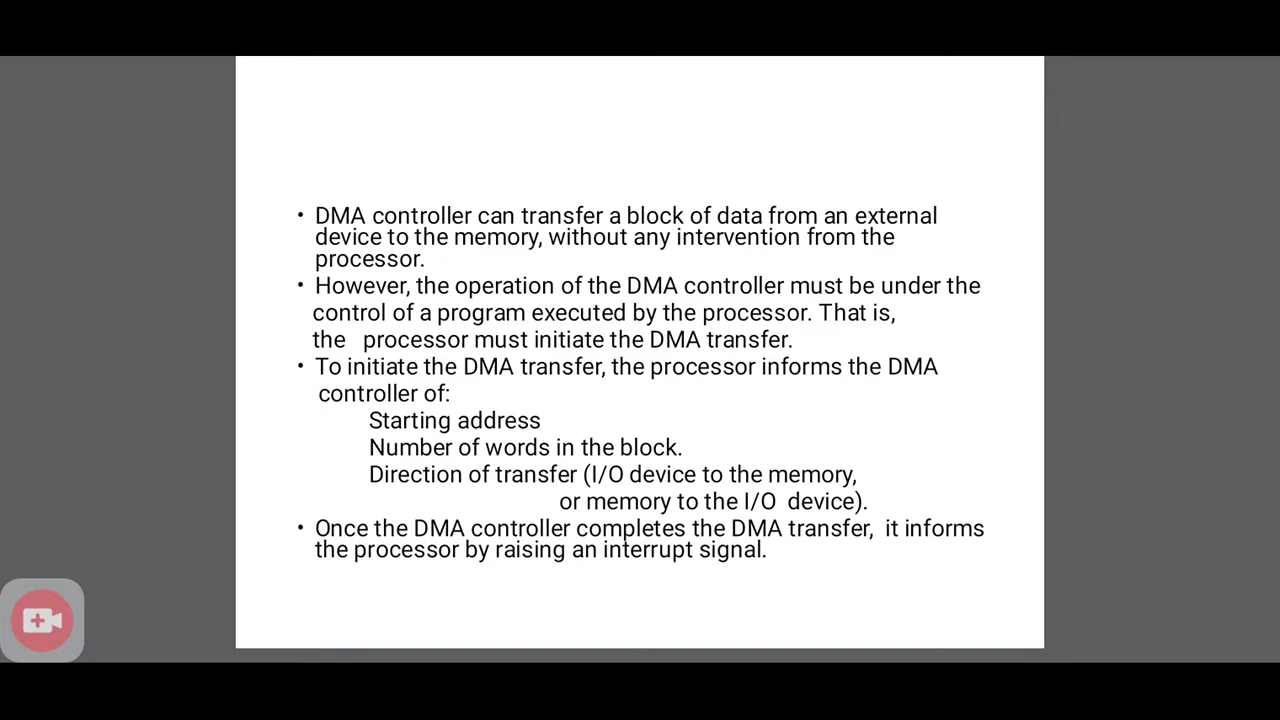 • DMA controller can transfer a block of data from an external
device to the memory, without any intervention from the
processor.
• However, the operation of the DMA controller must be under the
control of a program executed by the processor. That is,
the processor must initiate the DMA transfer.
• To initiate the DMA transfer, the processor informs the DMA
controller of:
Starting address
Number of words in the block.
Direction of transfer (I/O device to the memory,
or memory to the I/O device).
• Once the DMA controller completes the DMA transfer, it informs
the processor by raising an interrupt signal.